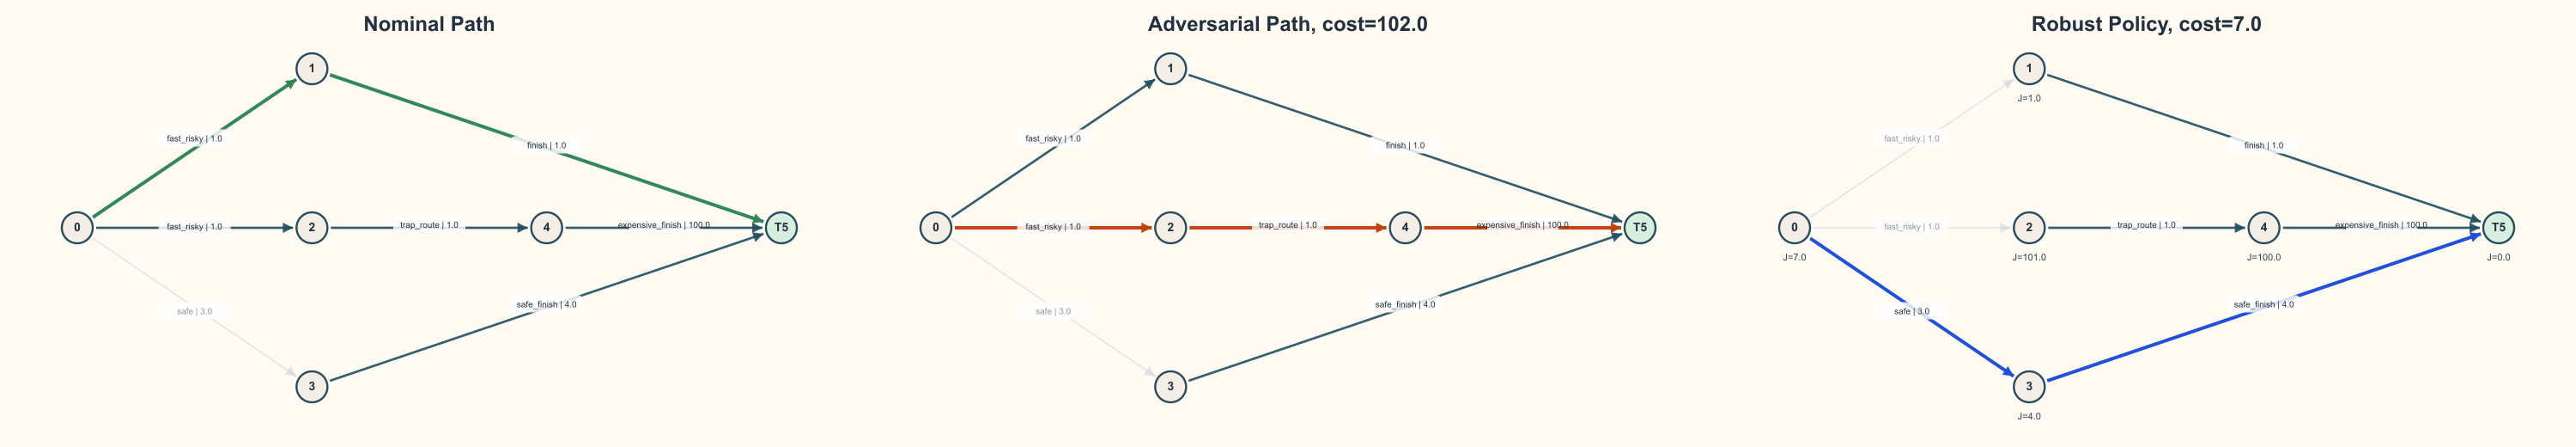 Nominal Path
1
fast_risky | 1.0
finish | 1.0
0
fast_risky | 1.0
2
trap_route | 1.0
4
expensive_finish | 100.0
T5
safe | 3.0
safe_finish | 4.0
3
Adversarial Path, cost=102.0
1
fast_risky | 1.0
finish | 1.0
0
fast_risky | 1.0
2
trap_route | 1.0
4
expensive_finish | 100.0
T5
safe | 3.0
safe_finish | 4.0
3
Robust Policy, cost=7.0
1
J=1.0
fast_risky | 1.0
finish | 1.0
0
J=7.0
fast_risky | 1.0
2
J=101.0
trap_route | 1.0
4
J=100.0
expensive_finish | 100.0
T5
J=0.0
safe | 3.0
safe_finish | 4.0
3
J=4.0